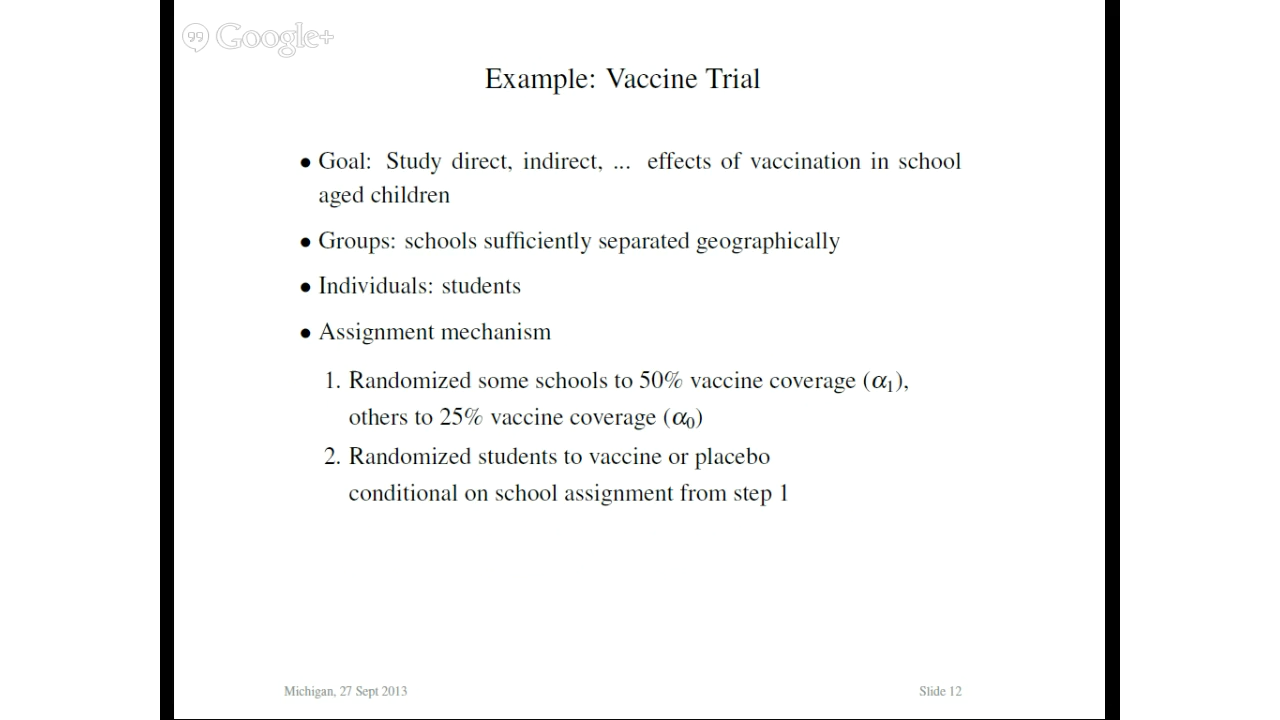 Google+
Example: Vaccine Trial
• Goal: Study direct, indirect, ... effects of vaccination in school
aged children
• Groups: schools sufficiently separated geographically
• Individuals: students
• Assignment mechanism
1. Randomized some schools to 50% vaccine coverage (α₁),
others to 25% vaccine coverage (α₀)
2. Randomized students to vaccine or placebo
conditional on school assignment from step 1
Michigan, 27 Sept 2013
Slide 12